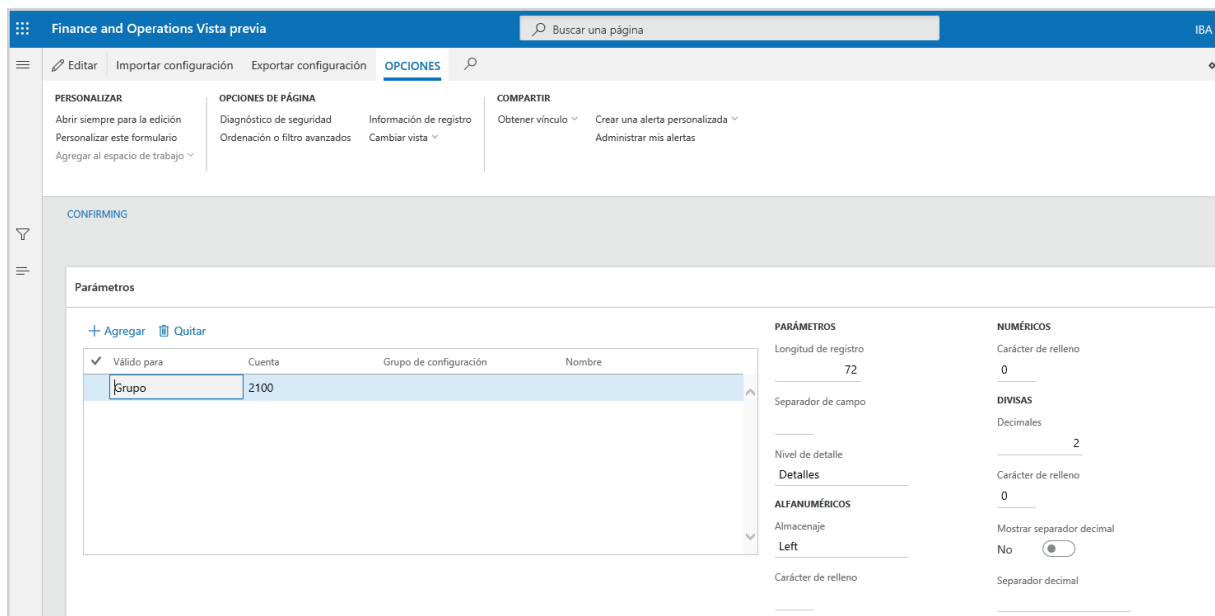 Finance and Operations Vista previa
Buscar una página
IBA
Editar Importar configuración Exportar configuración OPCIONES
PERSONALIZAR
Abrir siempre para la edición
Personalizar este formulario
Agregar al espacio de trabajo
OPCIONES DE PÁGINA
Diagnóstico de seguridad Información de registro
Ordenación o filtro avanzados Cambiar vista
COMPARTIR
Obtener vínculo Crear una alerta personalizada
Administrar mis alertas
CONFIRMING
Parámetros
Agregar Quitar
Válido para Cuenta Grupo de configuración Nombre
Grupo 2100
PARÁMETROS
Longitud de registro
72
Separador de campo
Nivel de detalle
Detalles
ALFANUMÉRICOS
Almacenaje
Left
Carácter de relleno
NUMÉRICOS
Carácter de relleno
0
DIVISAS
Decimales
2
Carácter de relleno
0
Mostrar separador decimal
No
Separador decimal